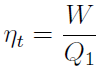 η_t = W / Q_1